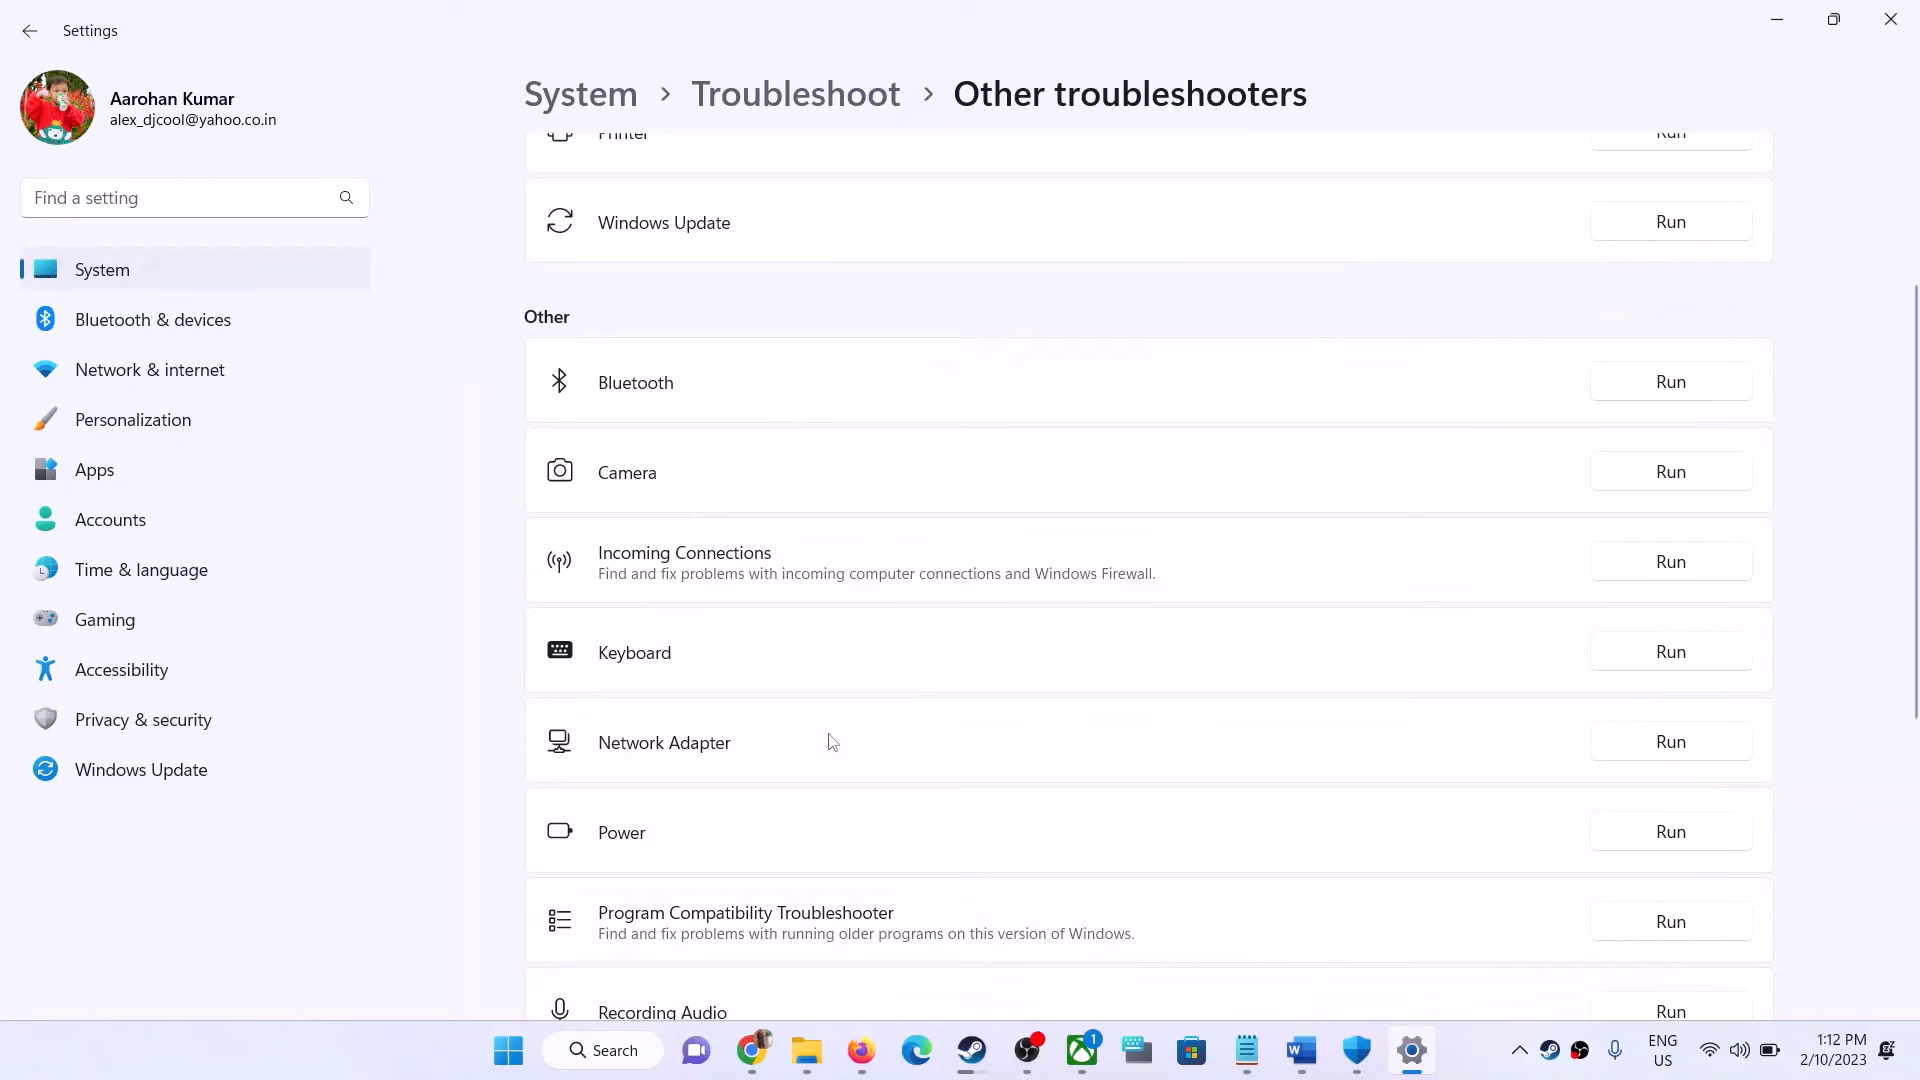 Settings
Aarohan Kumar
alex_djcool@yahoo.co.in
Find a setting
System
Bluetooth & devices
Network & internet
Personalization
Apps
Accounts
Time & language
Gaming
Accessibility
Privacy & security
Windows Update
System > Troubleshoot > Other troubleshooters
Printer Run
Windows Update Run
Other
Bluetooth Run
Camera Run
Incoming Connections
Find and fix problems with incoming computer connections and Windows Firewall.
Run
Keyboard Run
Network Adapter Run
Power Run
Program Compatibility Troubleshooter
Find and fix problems with running older programs on this version of Windows.
Run
Recording Audio Run
Search
1
ENG
US
1:12 PM
2/10/2023